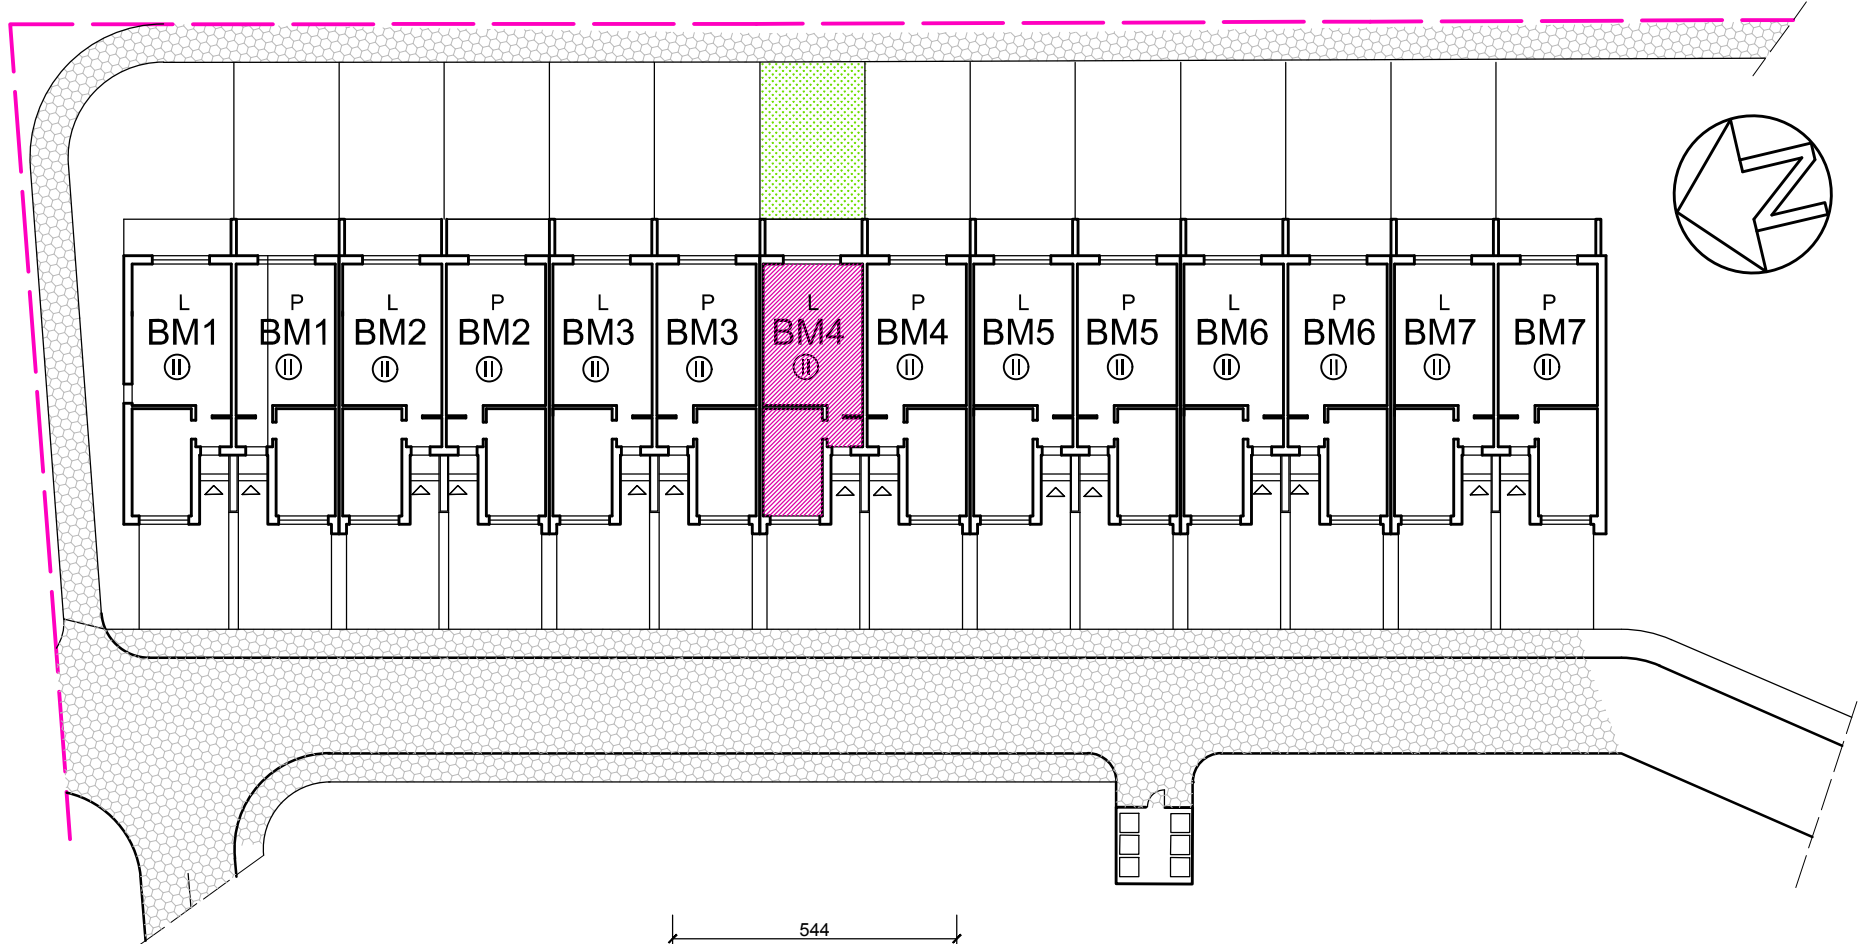 L P L P L P L P L P L P L P
BM1 BM1 BM2 BM2 BM3 BM3 BM4 BM4 BM5 BM5 BM6 BM6 BM7 BM7
II II II II II II II II II II II II II II
N
544